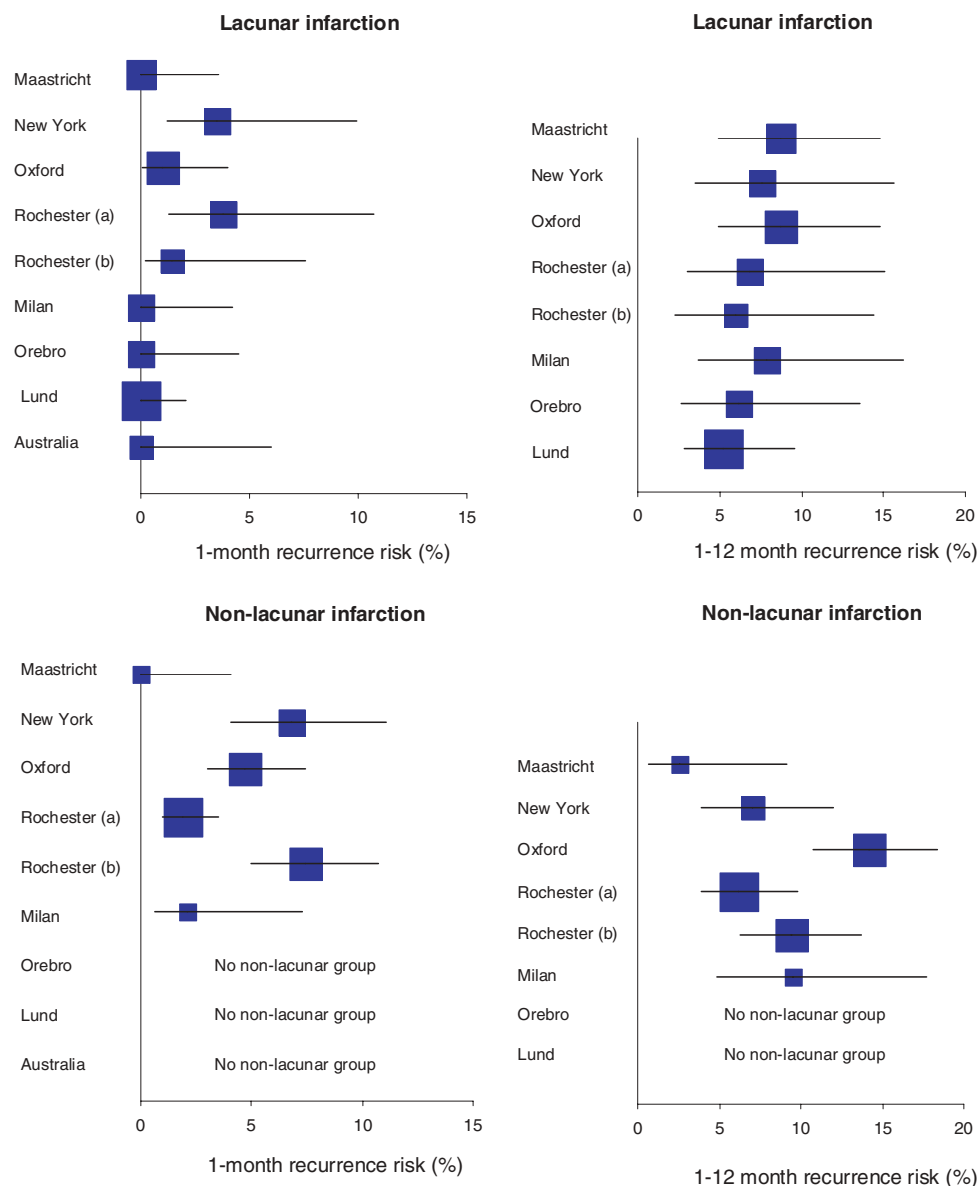 Lacunar infarction
Maastricht
New York
Oxford
Rochester (a)
Rochester (b)
Milan
Orebro
Lund
Australia
0 5 10 15
1-month recurrence risk (%)
Lacunar infarction
Maastricht
New York
Oxford
Rochester (a)
Rochester (b)
Milan
Orebro
Lund
0 5 10 15 20
1-12 month recurrence risk (%)
Non-lacunar infarction
Maastricht
New York
Oxford
Rochester (a)
Rochester (b)
Milan
Orebro No non-lacunar group
Lund No non-lacunar group
Australia No non-lacunar group
0 5 10 15
1-month recurrence risk (%)
Non-lacunar infarction
Maastricht
New York
Oxford
Rochester (a)
Rochester (b)
Milan
Orebro No non-lacunar group
Lund No non-lacunar group
0 5 10 15 20
1-12 month recurrence risk (%)